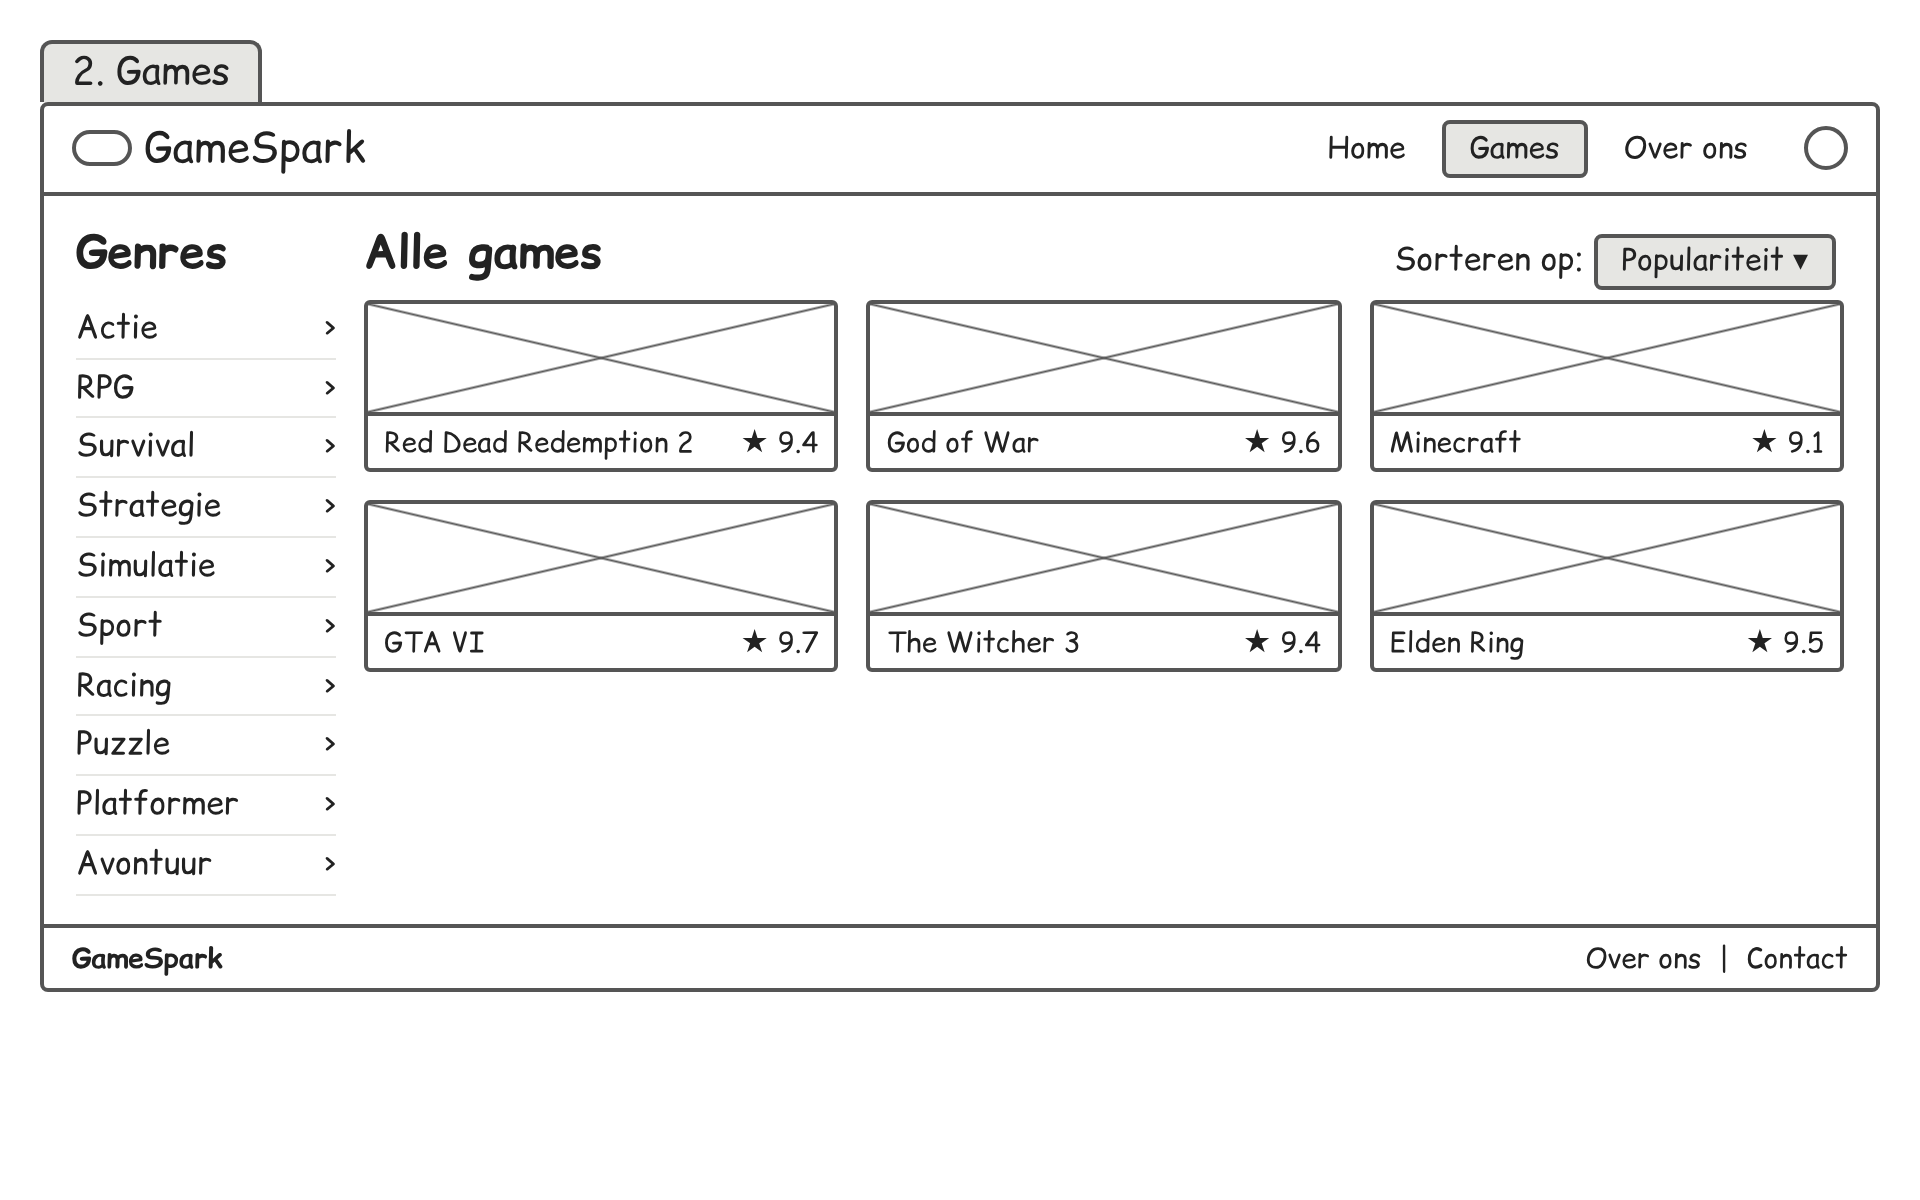 2. Games
GameSpark
Home Games Over ons
Genres
Actie >
RPG >
Survival >
Strategie >
Simulatie >
Sport >
Racing >
Puzzle >
Platformer >
Avontuur >
Alle games
Sorteren op: Populariteit ▼
Red Dead Redemption 2 ★ 9.4
God of War ★ 9.6
Minecraft ★ 9.1
GTA VI ★ 9.7
The Witcher 3 ★ 9.4
Elden Ring ★ 9.5
GameSpark
Over ons | Contact